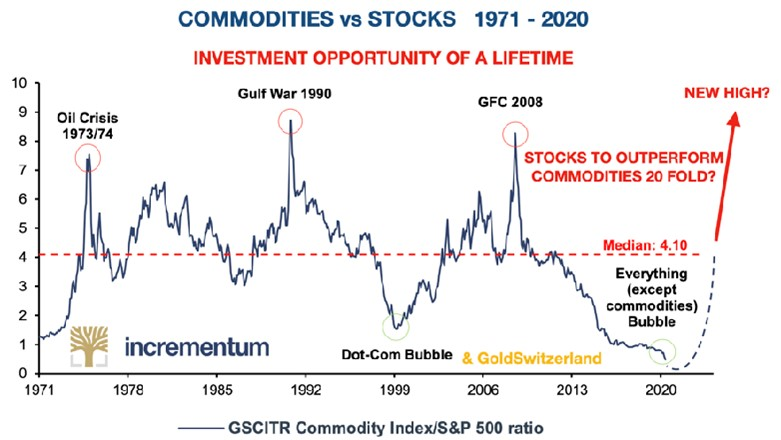 COMMODITIES vs STOCKS 1971 - 2020
INVESTMENT OPPORTUNITY OF A LIFETIME
10
9
8
7
6
5
4
3
2
1
0
Oil Crisis
1973/74
Gulf War 1990
GFC 2008
NEW HIGH?
STOCKS TO OUTPERFORM
COMMODITIES 20 FOLD?
Median: 4.10
Everything
(except
commodities)
Bubble
incrementum
Dot-Com Bubble
& GoldSwitzerland
1971
1978
1992
1999
2006
2013
2020
GSCITR Commodity Index/S&P 500 ratio